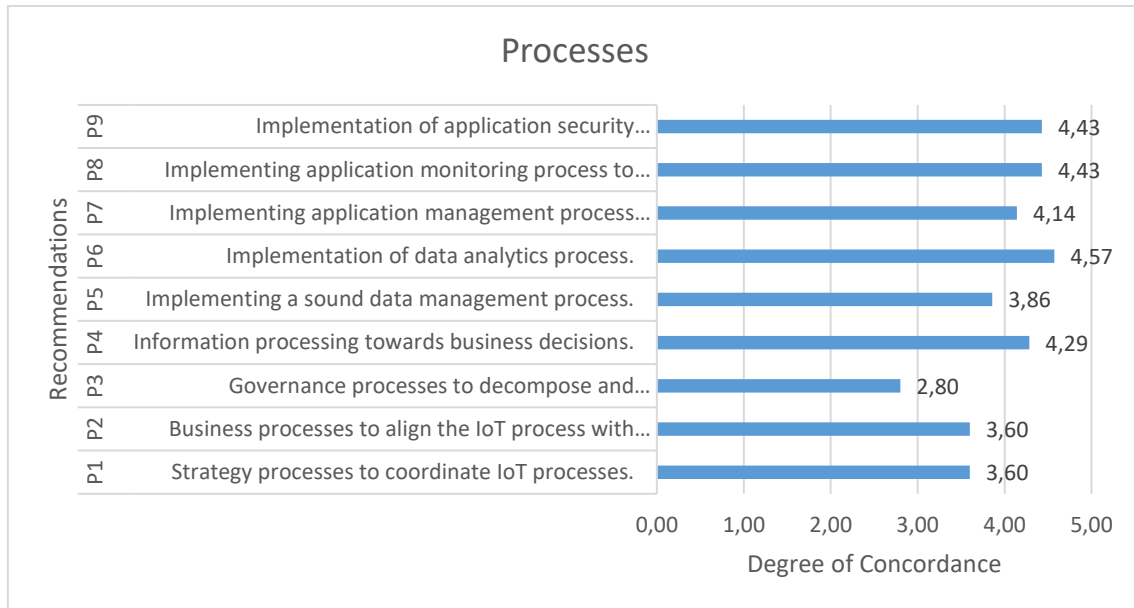 Processes
Recommendations
P9 Implementation of application security... 4,43
P8 Implementing application monitoring process to... 4,43
P7 Implementing application management process... 4,14
P6 Implementation of data analytics process. 4,57
P5 Implementing a sound data management process. 3,86
P4 Information processing towards business decisions. 4,29
P3 Governance processes to decompose and... 2,80
P2 Business processes to align the IoT process with... 3,60
P1 Strategy processes to coordinate IoT processes. 3,60
0,00 1,00 2,00 3,00 4,00 5,00
Degree of Concordance